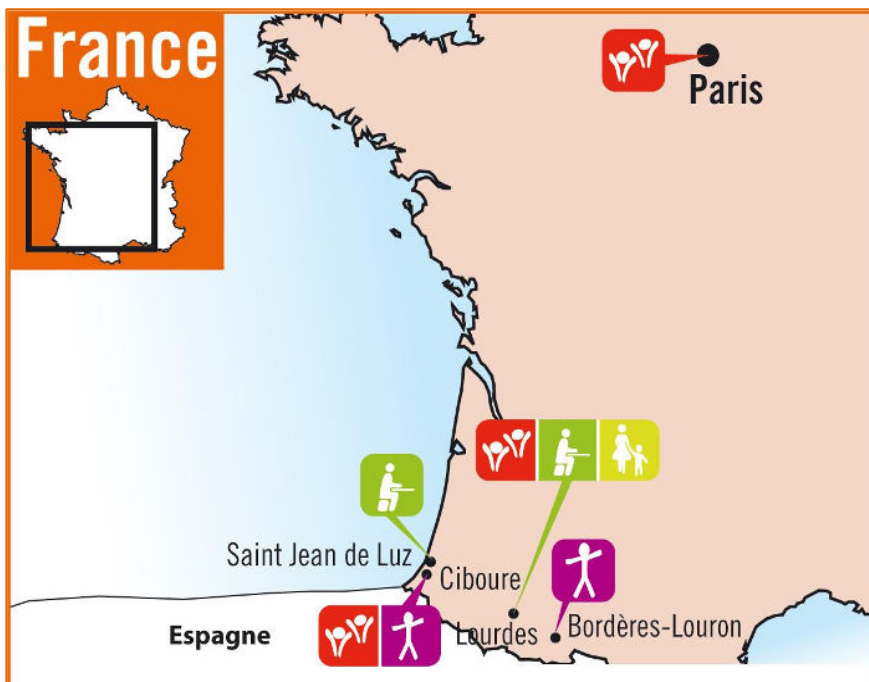 France
Paris
Saint Jean de Luz
Ciboure
Espagne
Lourdes
Bordères-Louron